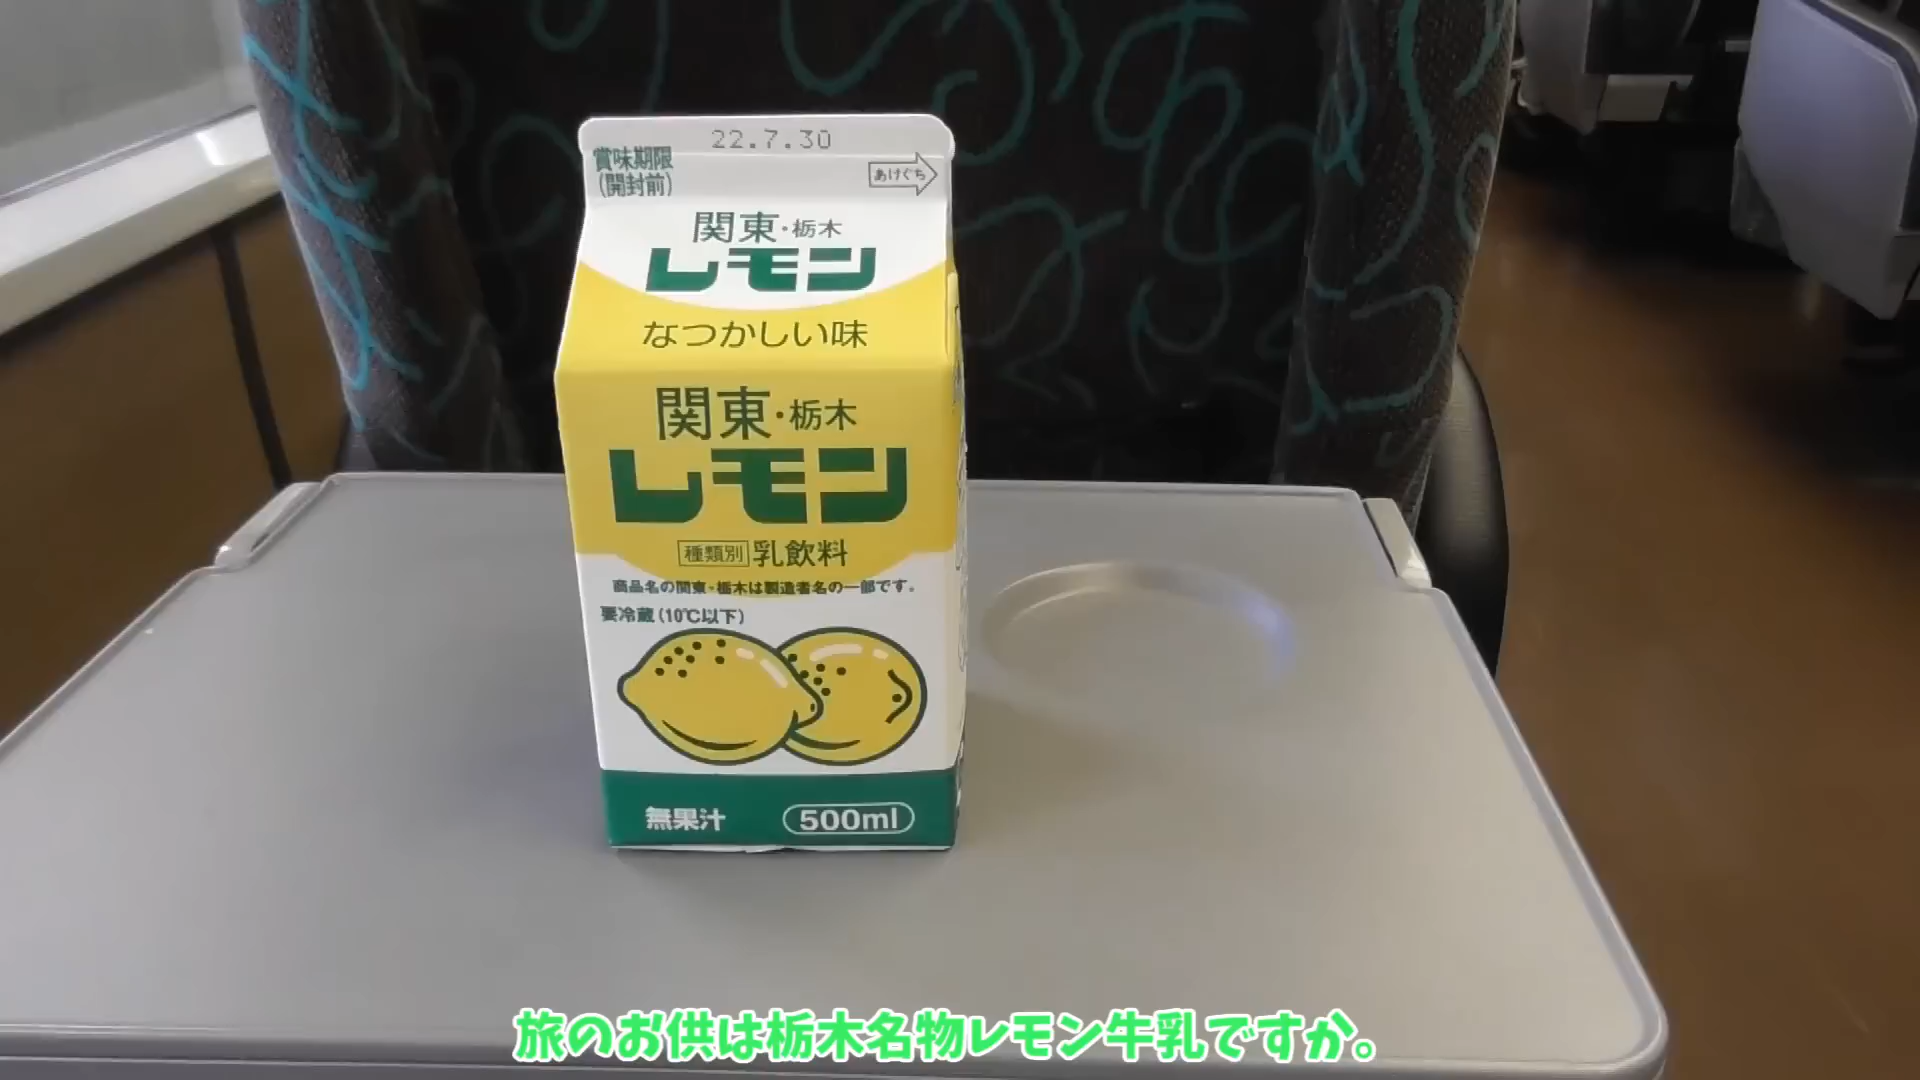 22.7.30
賞味期限
(開封前)
あけぐち
関東・栃木
レモン
なつかしい味
関東・栃木
レモン
種類別 乳飲料
商品名の関東・栃木は製造者名の一部です。
要冷蔵(10℃以下)
無果汁 500ml
旅のお供は栃木名物レモン牛乳ですか。